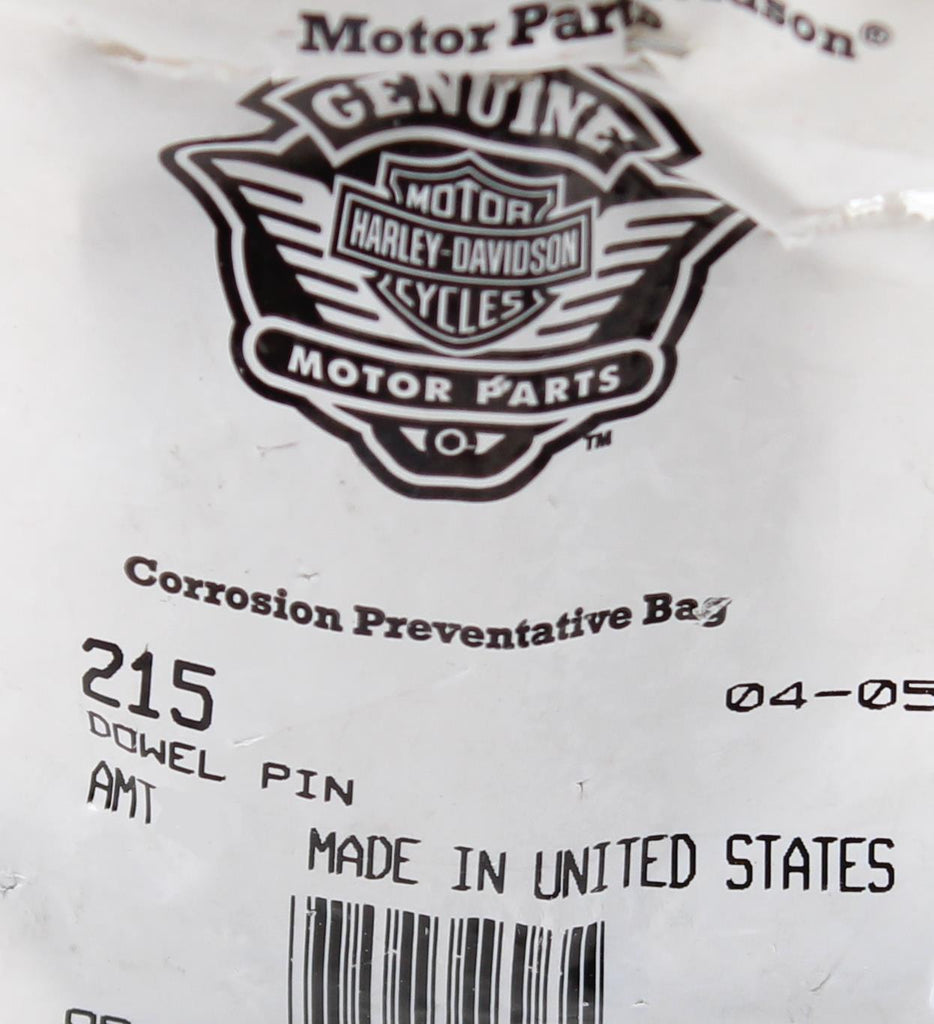 Motor Parts
GENUINE
MOTOR
HARLEY-DAVIDSON
CYCLES
MOTOR PARTS
TM
Corrosion Preventative Bag
215
04-05
DOWEL PIN
AMT
MADE IN UNITED STATES